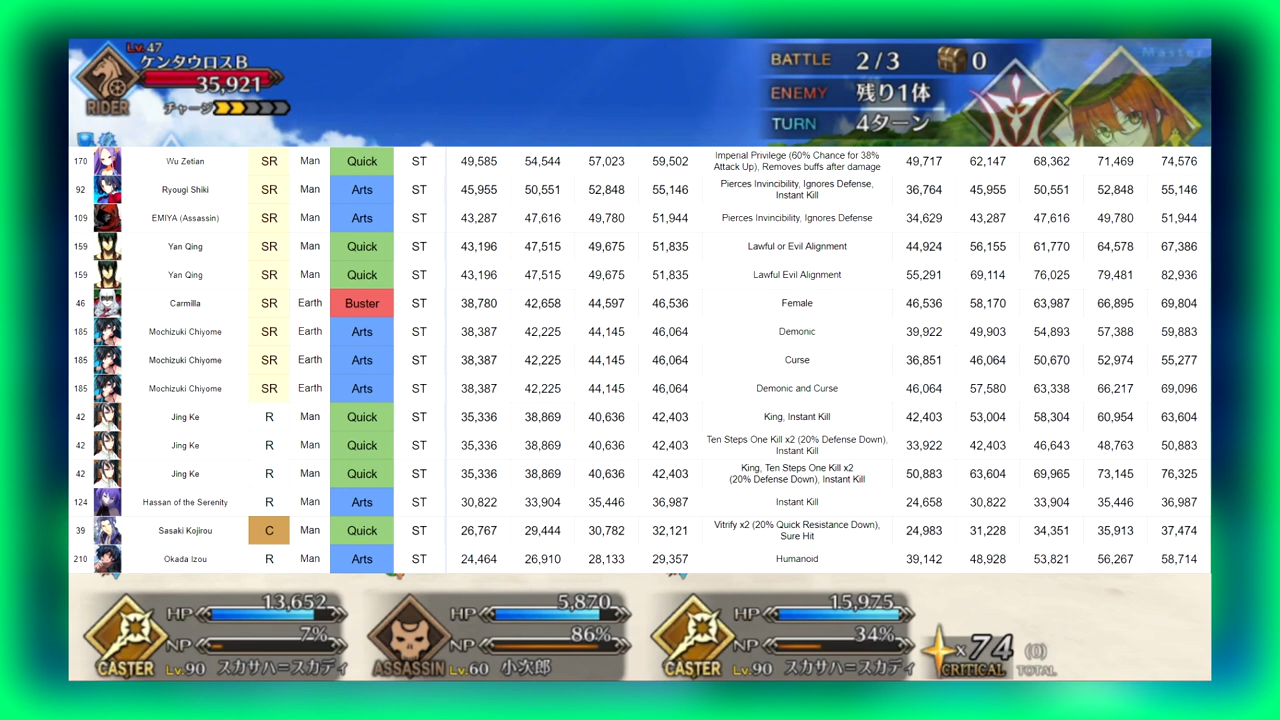 Lv.47
ケンタウロスB
35,921
RIDER チャージ
BATTLE 2/3 0
ENEMY 残り1体
TURN 4ターン
Master
170 Wu Zetian SR Man Quick ST 49,585 54,544 57,023 59,502 Imperial Privilege (60% Chance for 38% Attack Up), Removes buffs after damage 49,717 62,147 68,362 71,469 74,576
92 Ryougi Shiki SR Man Arts ST 45,955 50,551 52,848 55,146 Pierces Invincibility, Ignores Defense, Instant Kill 36,764 45,955 50,551 52,848 55,146
109 EMIYA (Assassin) SR Man Arts ST 43,287 47,616 49,780 51,944 Pierces Invincibility, Ignores Defense 34,629 43,287 47,616 49,780 51,944
159 Yan Qing SR Man Quick ST 43,196 47,515 49,675 51,835 Lawful or Evil Alignment 44,924 56,155 61,770 64,578 67,386
159 Yan Qing SR Man Quick ST 43,196 47,515 49,675 51,835 Lawful Evil Alignment 55,291 69,114 76,025 79,481 82,936
46 Carmilla SR Earth Buster ST 38,780 42,658 44,597 46,536 Female 46,536 58,170 63,987 66,895 69,804
185 Mochizuki Chiyome SR Earth Arts ST 38,387 42,225 44,145 46,064 Demonic 39,922 49,903 54,893 57,388 59,883
185 Mochizuki Chiyome SR Earth Arts ST 38,387 42,225 44,145 46,064 Curse 36,851 46,064 50,670 52,974 55,277
185 Mochizuki Chiyome SR Earth Arts ST 38,387 42,225 44,145 46,064 Demonic and Curse 46,064 57,580 63,338 66,217 69,096
42 Jing Ke R Man Quick ST 35,336 38,869 40,636 42,403 King, Instant Kill 42,403 53,004 58,304 60,954 63,604
42 Jing Ke R Man Quick ST 35,336 38,869 40,636 42,403 Ten Steps One Kill x2 (20% Defense Down), Instant Kill 33,922 42,403 46,643 48,763 50,883
42 Jing Ke R Man Quick ST 35,336 38,869 40,636 42,403 King, Ten Steps One Kill x2 (20% Defense Down), Instant Kill 50,883 63,604 69,965 73,145 76,325
124 Hassan of the Serenity R Man Arts ST 30,822 33,904 35,446 36,987 Instant Kill 24,658 30,822 33,904 35,446 36,987
39 Sasaki Kojirou C Man Quick ST 26,767 29,444 30,782 32,121 Vitrify x2 (20% Quick Resistance Down), Sure Hit 24,983 31,228 34,351 35,913 37,474
210 Okada Izou R Man Arts ST 24,464 26,910 28,133 29,357 Humanoid 39,142 48,928 53,821 56,267 58,714
HP 13,652
NP 7%
CASTER Lv.90 スカサハ=スカディ
HP 5,870
NP 86%
ASSASSIN Lv.60 小次郎
HP 15,975
NP 34%
CASTER Lv.90 スカサハ=スカディ
x74 (0)
CRITICAL TOTAL